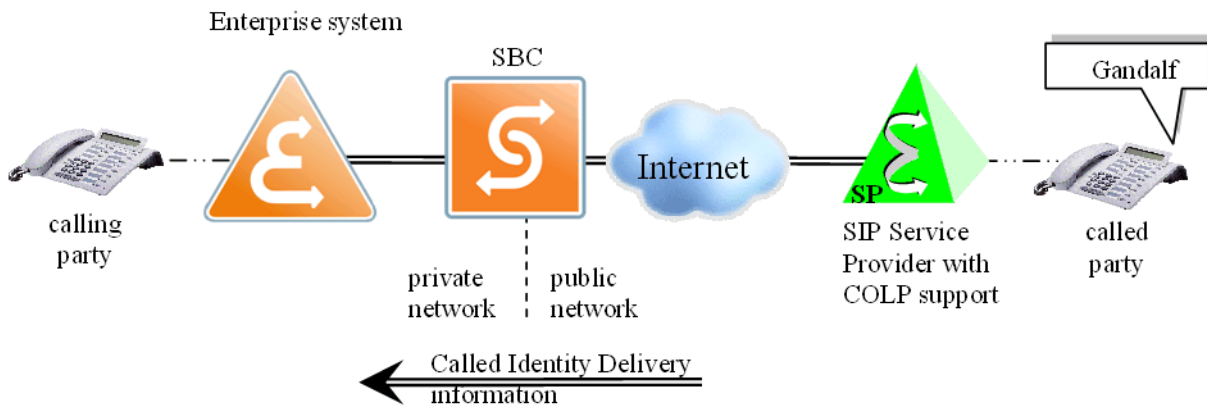 Enterprise system
SBC
Gandalf
Internet
SP
calling
party
SIP Service
Provider with
COLP support
called
party
private
network
public
network
Called Identity Delivery
information